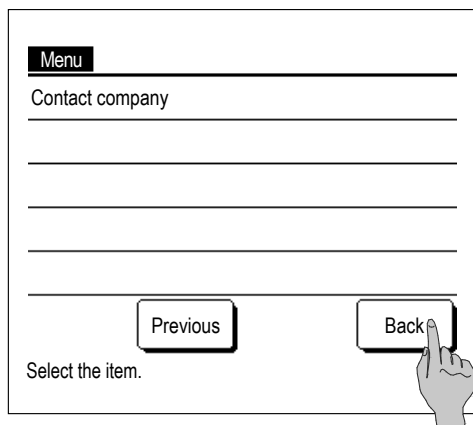 Menu
Contact company
Previous
Back
Select the item.